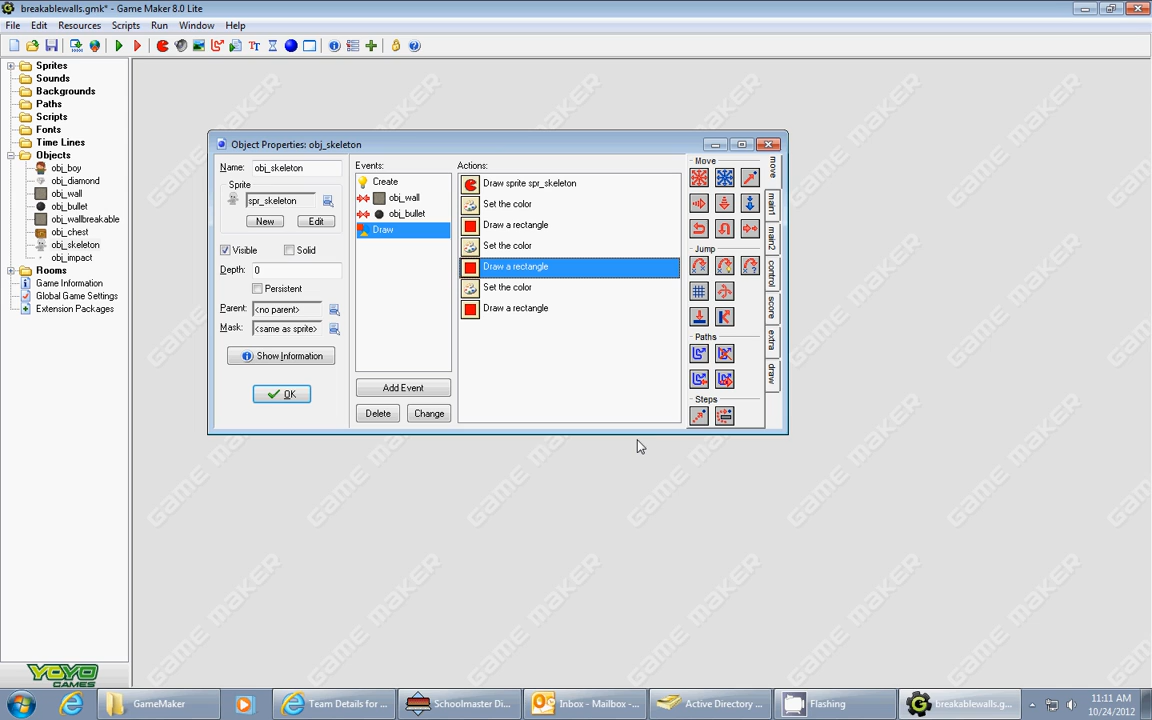 breakablewalls.gmk* - Game Maker 8.0 Lite
File Edit Resources Scripts Run Window Help
Sprites
Sounds
Backgrounds
Paths
Scripts
Fonts
Time Lines
Objects
obj_boy
obj_diamond
obj_wall
obj_bullet
obj_wallbreakable
obj_chest
obj_skeleton
obj_impact
Rooms
Game Information
Global Game Settings
Extension Packages
YOYO
GAMES
Object Properties: obj_skeleton
Name: obj_skeleton
Sprite
spr_skeleton
New Edit
Visible Solid
Depth: 0
Persistent
Parent: <no parent>
Mask: <same as sprite>
Show Information
OK
Events:
Create
obj_wall
obj_bullet
Draw
Add Event
Delete Change
Actions:
Draw sprite spr_skeleton
Set the color
Draw a rectangle
Set the color
Draw a rectangle
Set the color
Draw a rectangle
Move
Jump
Paths
Steps
move
main1
main2
control
score
extra
draw
GAME MAKER
GameMaker
Team Details for ...
Schoolmaster Di...
Inbox - Mailbox -...
Active Directory ...
Flashing
breakablewalls.g...
11:11 AM
10/24/2012